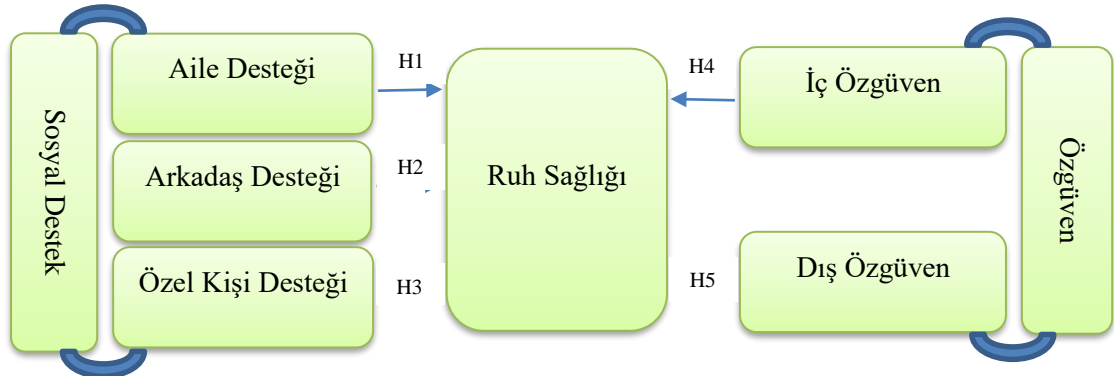 Sosyal Destek
Aile Desteği
Arkadaş Desteği
Özel Kişi Desteği
H1
H2
H3
Ruh Sağlığı
H4
H5
İç Özgüven
Dış Özgüven
Özgüven